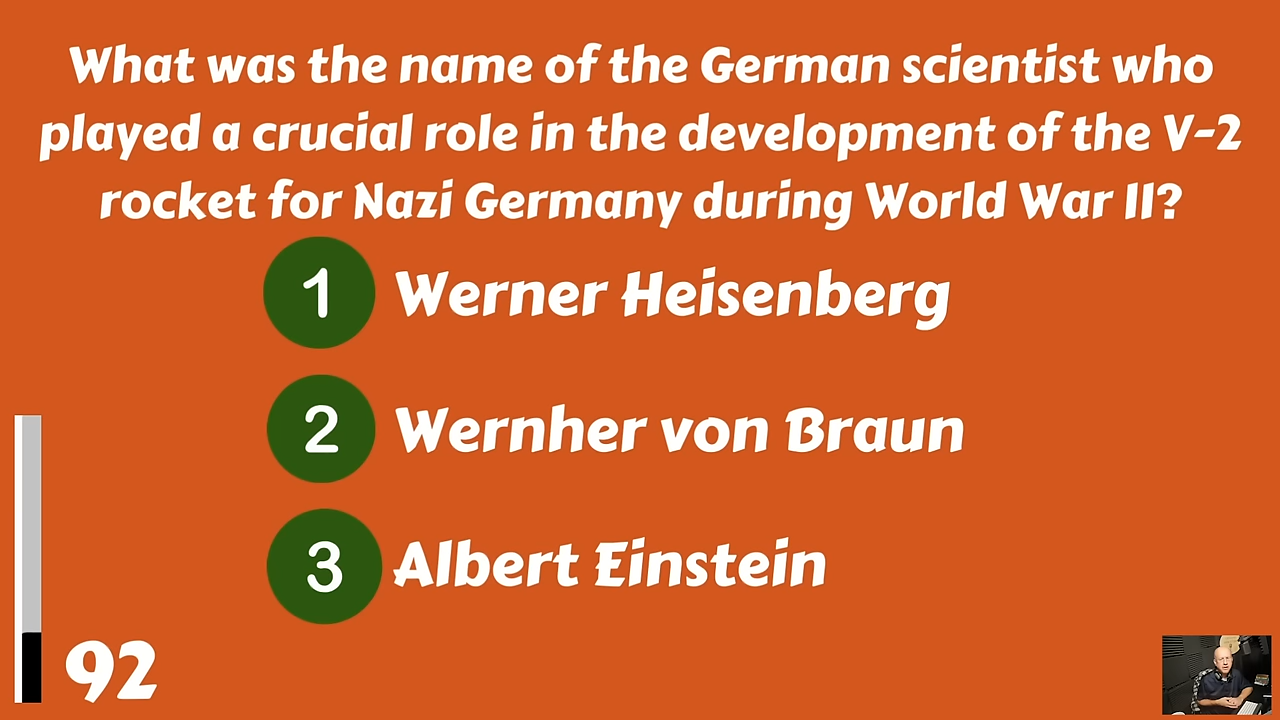 What was the name of the German scientist who
played a crucial role in the development of the V-2
rocket for Nazi Germany during World War II?
1 Werner Heisenberg
2 Wernher von Braun
3 Albert Einstein
92